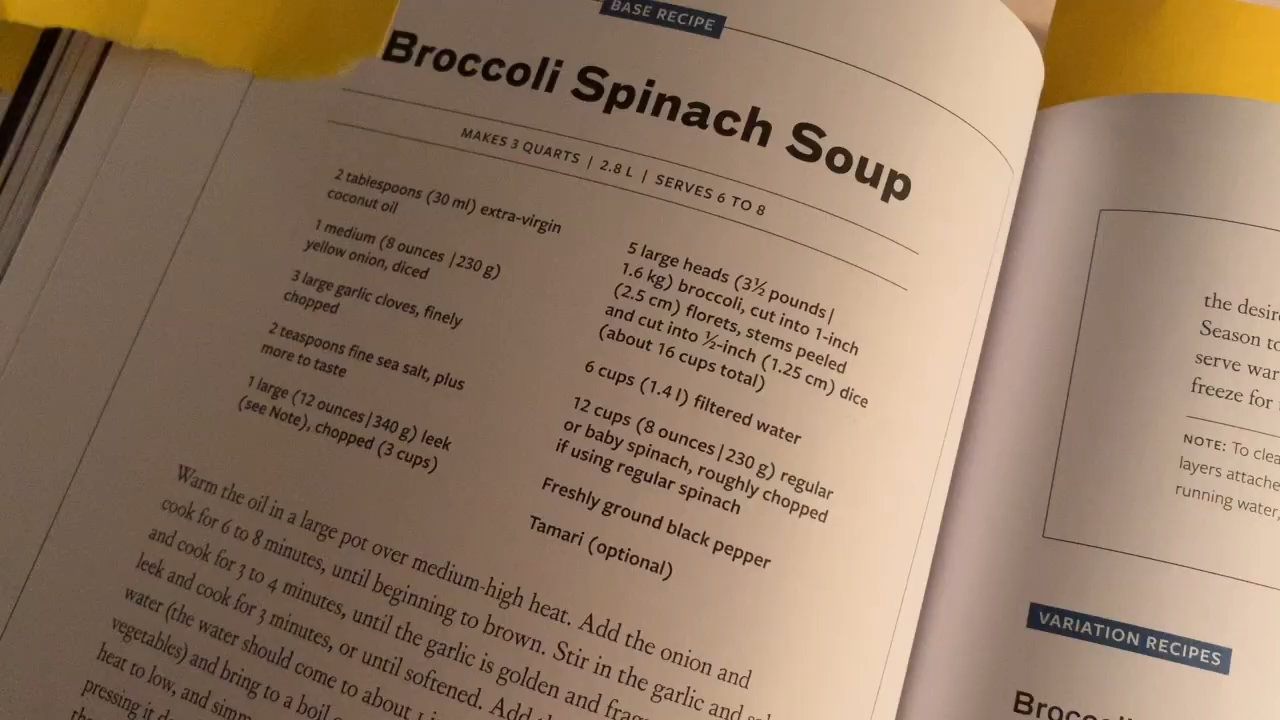 BASE RECIPE
Broccoli Spinach Soup
MAKES 3 QUARTS | 2.8 L | SERVES 6 TO 8
2 tablespoons (30 ml) extra-virgin
coconut oil
1 medium (8 ounces | 230 g)
yellow onion, diced
3 large garlic cloves, finely
chopped
2 teaspoons fine sea salt, plus
more to taste
1 large (12 ounces | 340 g) leek
(see Note), chopped (3 cups)
5 large heads (3½ pounds |
1.6 kg) broccoli, cut into 1-inch
(2.5 cm) florets, stems peeled
and cut into ½-inch (1.25 cm) dice
(about 16 cups total)
6 cups (1.4 l) filtered water
12 cups (8 ounces | 230 g) regular
or baby spinach, roughly chopped
if using regular spinach
Freshly ground black pepper
Tamari (optional)
Warm the oil in a large pot over medium-high heat. Add the onion and
cook for 6 to 8 minutes, until beginning to brown. Stir in the garlic and
and cook for 3 to 4 minutes, until the garlic is golden and
leek and cook for 3 minutes, or until softened. Add
water (the water should come to about
vegetables) and bring to a boil
heat to low, and
pressing it
the desir
Season to
serve war
freeze for
NOTE: To clea
layers attache
running water,
VARIATION RECIPES